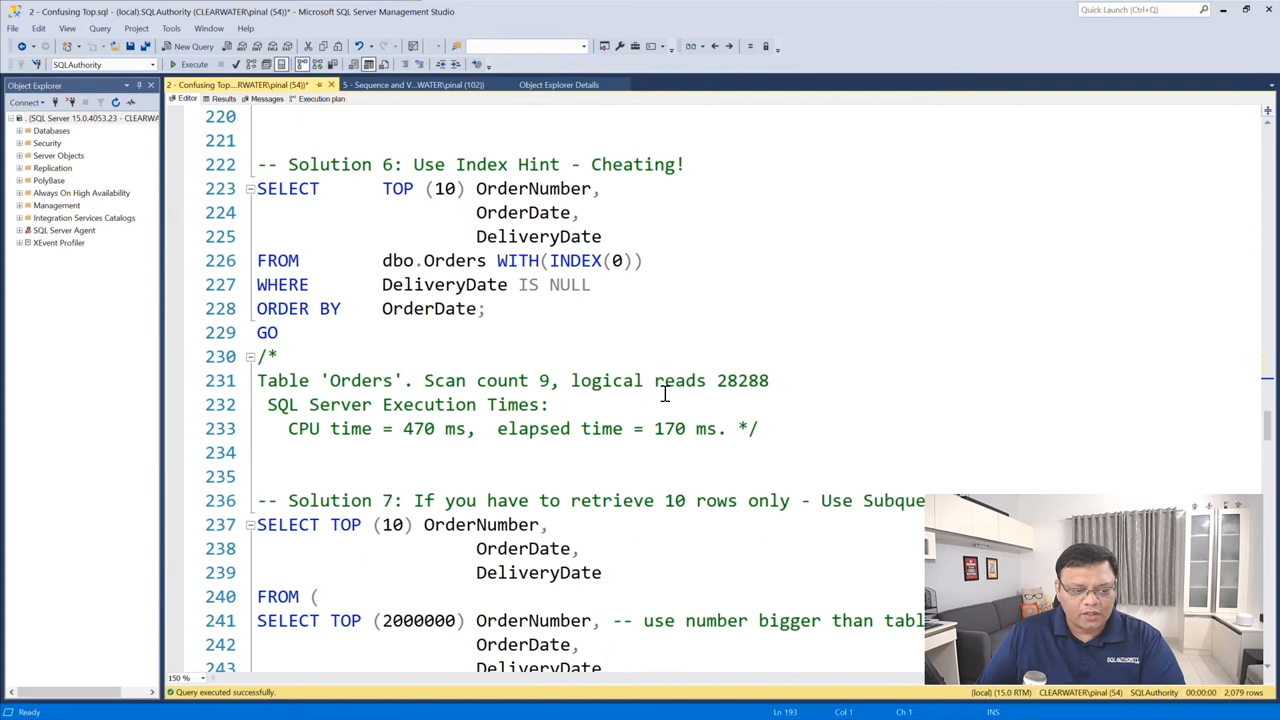 2 - Confusing Top.sql - (local).SQLAuthority (CLEARWATER\pinal (54))* - Microsoft SQL Server Management Studio
Quick Launch (Ctrl+Q)
File Edit View Query Project Tools Window Help
New Query
SQLAuthority Execute
Object Explorer
2 - Confusing Top....RWATER\pinal (54))* 5 - Sequence and V...WATER\pinal (102)) Object Explorer Details
Connect
Editor Results Messages Execution plan
. (SQL Server 15.0.4053.23 - CLEARWA
Databases
Security
Server Objects
Replication
PolyBase
Always On High Availability
Management
Integration Services Catalogs
SQL Server Agent
XEvent Profiler
220
221
222 -- Solution 6: Use Index Hint - Cheating!
223 SELECT TOP (10) OrderNumber,
224 OrderDate,
225 DeliveryDate
226 FROM dbo.Orders WITH(INDEX(0))
227 WHERE DeliveryDate IS NULL
228 ORDER BY OrderDate;
229 GO
230 /*
231 Table 'Orders'. Scan count 9, logical reads 28288
232 SQL Server Execution Times:
233 CPU time = 470 ms, elapsed time = 170 ms. */
234
235
236 -- Solution 7: If you have to retrieve 10 rows only - Use Subque
237 SELECT TOP (10) OrderNumber,
238 OrderDate,
239 DeliveryDate
240 FROM (
241 SELECT TOP (2000000) OrderNumber, -- use number bigger than tabl
242 OrderDate,
243 DeliveryDate
SQLAUTHORITY
150 %
Query executed successfully. (local) (15.0 RTM) CLEARWATER\pinal (54) SQLAuthority 00:00:00 2,079 rows
Ready Ln 193 Col 1 Ch 1 INS